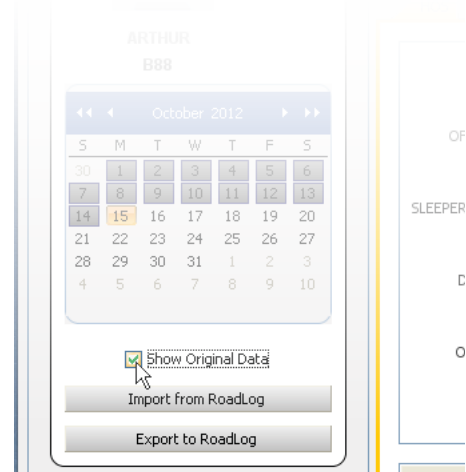 ARTHUR
B88
October 2012
S M T W T F S
30 1 2 3 4 5 6
7 8 9 10 11 12 13
14 15 16 17 18 19 20
21 22 23 24 25 26 27
28 29 30 31 1 2 3
4 5 6 7 8 9 10
Show Original Data
Import from RoadLog
Export to RoadLog
OF
SLEEPER
D
O